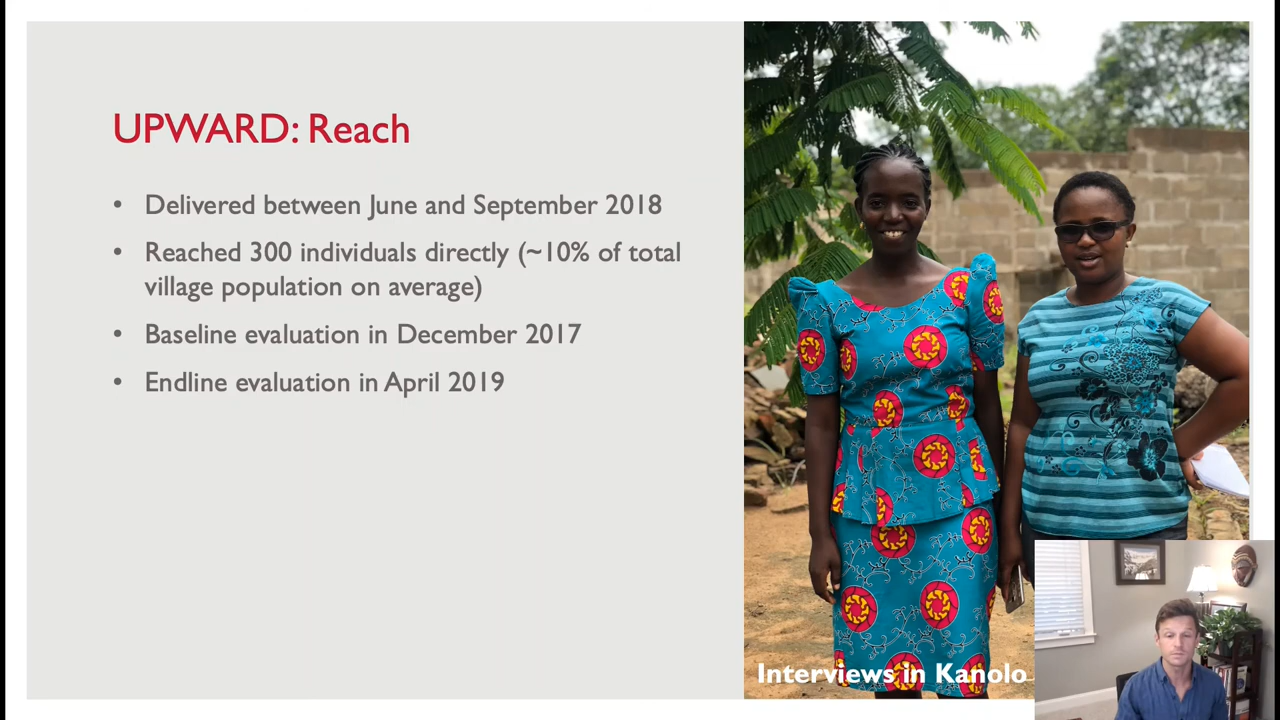 UPWARD: Reach
• Delivered between June and September 2018
• Reached 300 individuals directly (~10% of total
village population on average)
• Baseline evaluation in December 2017
• Endline evaluation in April 2019
Interviews in Kanolo